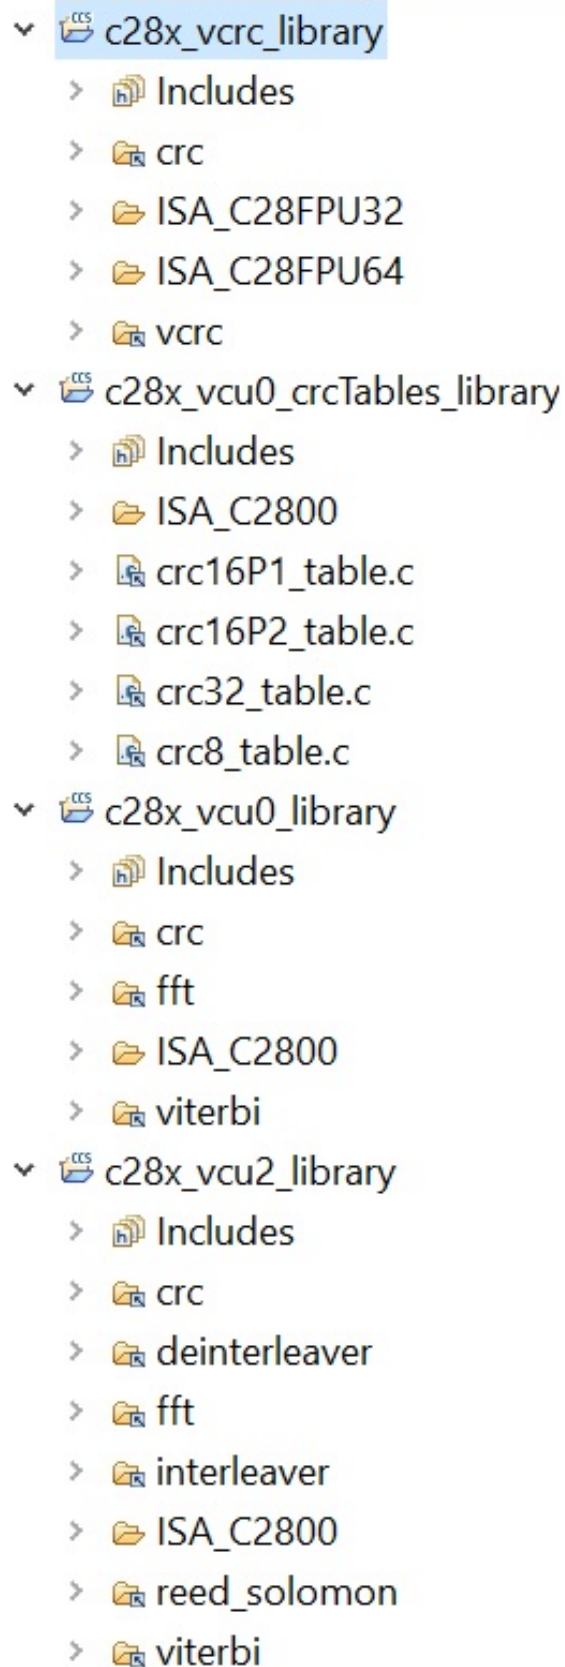 c28x_vcrc_library
Includes
crc
ISA_C28FPU32
ISA_C28FPU64
vcrc
c28x_vcu0_crcTables_library
Includes
ISA_C2800
crc16P1_table.c
crc16P2_table.c
crc32_table.c
crc8_table.c
c28x_vcu0_library
Includes
crc
fft
ISA_C2800
viterbi
c28x_vcu2_library
Includes
crc
deinterleaver
fft
interleaver
ISA_C2800
reed_solomon
viterbi